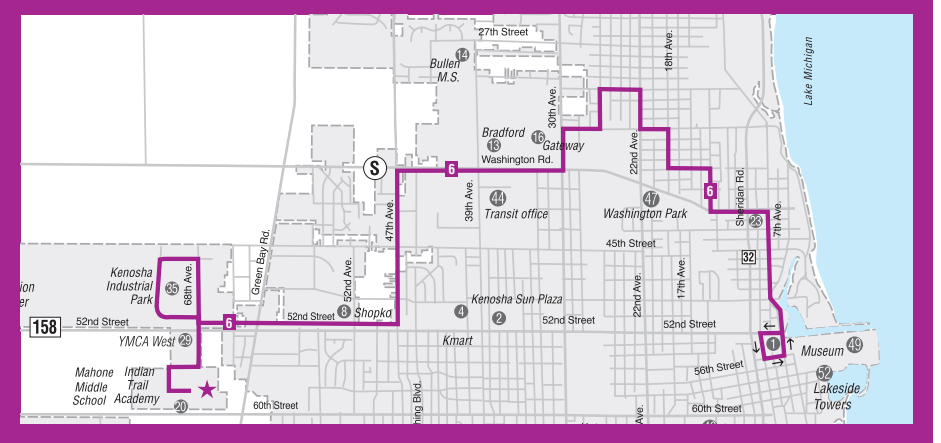 27th Street
18th Ave.
Lake Michigan
14
Bullen
M.S.
30th Ave.
Bradford
13
16
Gateway
Washington Rd.
22nd Ave.
S
6
6
39th Ave.
44
Transit office
47
Washington Park
Sheridan Rd.
23
7th Ave.
47th Ave.
45th Street
32
Green Bay Rd.
Kenosha
Industrial
Park
35
68th Ave.
52nd Ave.
17th Ave.
22nd Ave.
ion
er
158
52nd Street
6
52nd Street
8
Shopko
4
Kenosha Sun Plaza
2
52nd Street
52nd Street
YMCA West
29
Kmart
1
Museum
49
56th Street
52
Lakeside
Towers
Mahone
Middle
School
Indian
Trail
Academy
20
60th Street
hing Blvd.
Ave.
60th Street